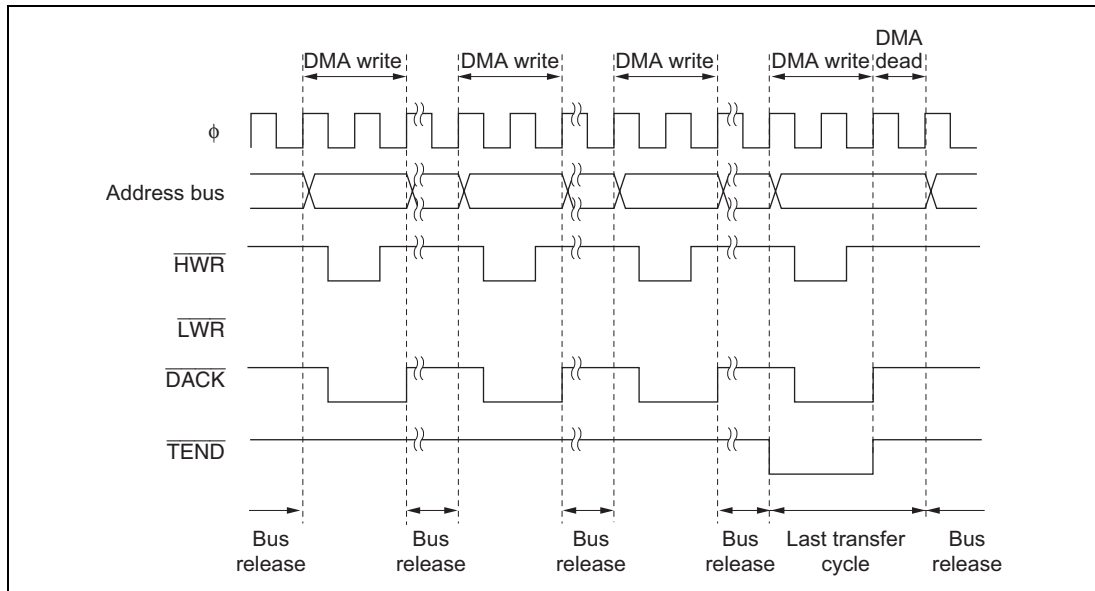 DMA
dead
DMA write DMA write DMA write DMA write
ϕ
Address bus
HWR
LWR
DACK
TEND
Bus release
Bus release
Bus release
Bus release
Last transfer cycle
Bus release